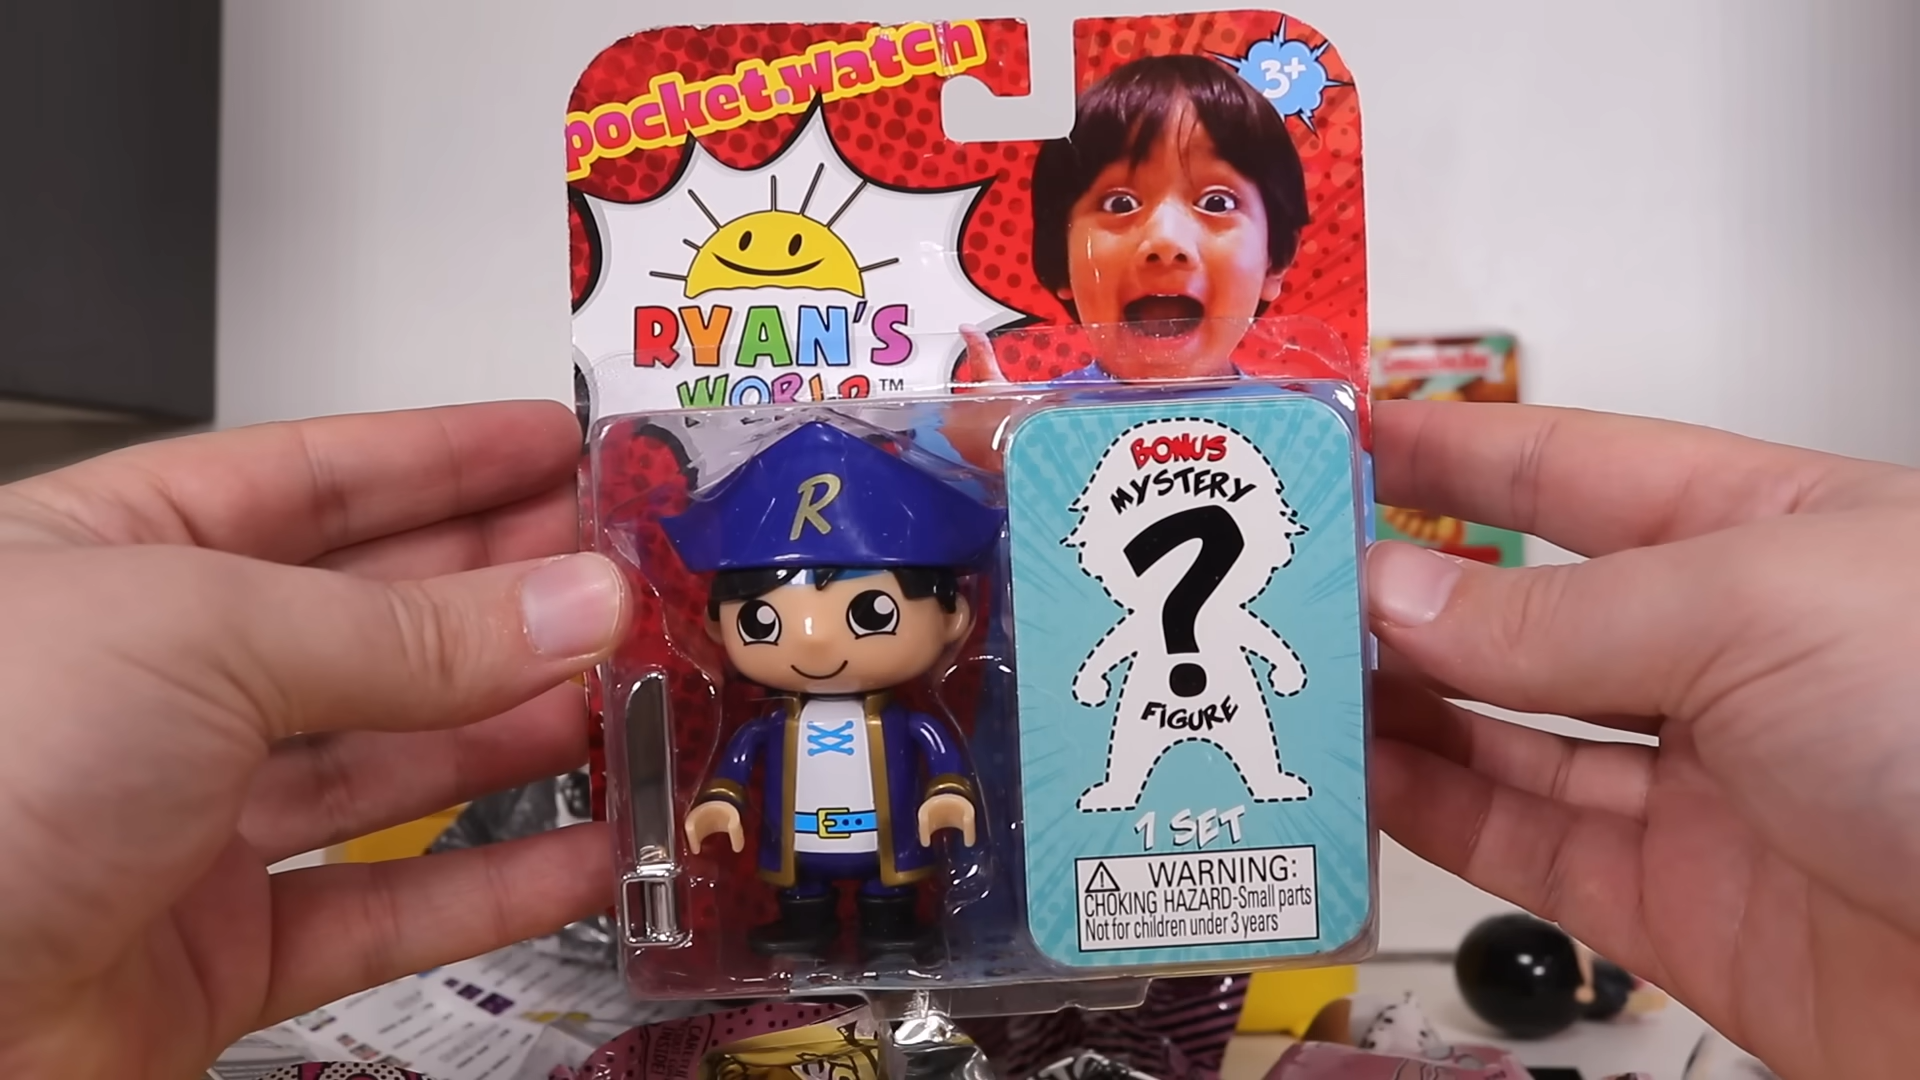 pocket.watch
3+
RYAN'S
WORLD™
R
BONUS
MYSTERY
?
FIGURE
1 SET
WARNING:
CHOKING HAZARD-Small parts
Not for children under 3 years